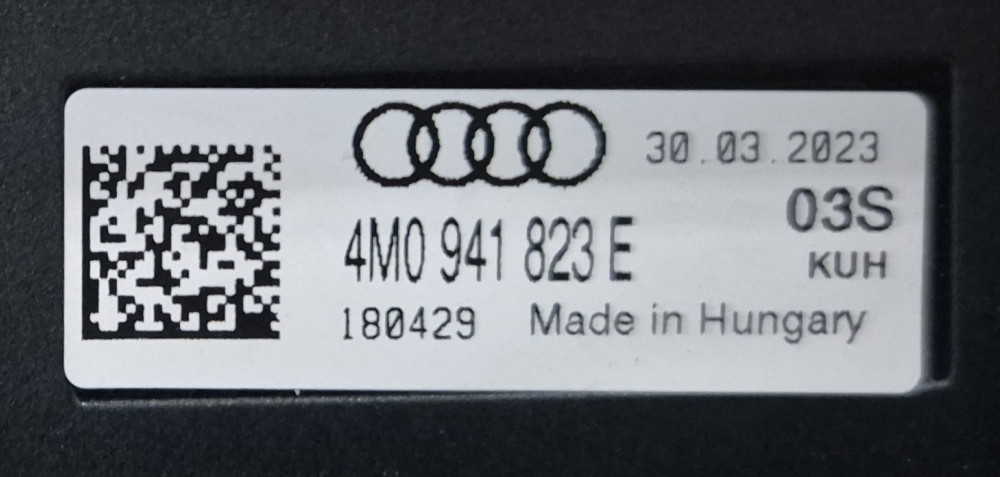 30.03.2023
03S
4M0 941 823 E
KUH
180429 Made in Hungary